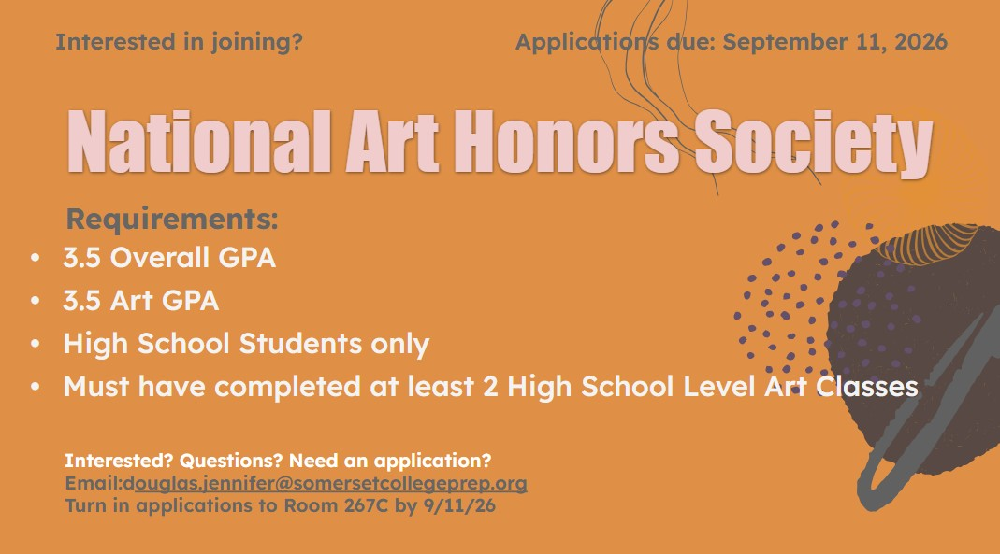 Interested in joining?
Applications due: September 11, 2026
National Art Honors Society
Requirements:
• 3.5 Overall GPA
• 3.5 Art GPA
• High School Students only
• Must have completed at least 2 High School Level Art Classes
Interested? Questions? Need an application?
Email:douglas.jennifer@somersetcollegeprep.org
Turn in applications to Room 267C by 9/11/26